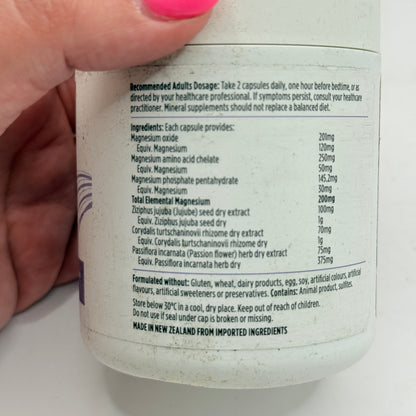 Recommended Adults Dosage: Take 2 capsules daily, one hour before bedtime, or as
directed by your healthcare professional. If symptoms persist, consult your healthcare
practitioner. Mineral supplements should not replace a balanced diet.
Ingredients: Each capsule provides:
Magnesium oxide 201mg
Equiv. Magnesium 120mg
Magnesium amino acid chelate 250mg
Equiv. Magnesium 50mg
Magnesium phosphate pentahydrate 145.2mg
Equiv. Magnesium 30mg
Total Elemental Magnesium 200mg
Ziziphus jujuba (Jujube) seed dry extract 100mg
Equiv. Ziziphus jujuba seed dry 1g
Corydalis turtschaninovii rhizome dry extract 70mg
Equiv. Corydalis turtschaninovii rhizome dry 1g
Passiflora incarnata (Passion flower) herb dry extract 75mg
Equiv. Passiflora incarnata herb dry 375mg
Formulated without: Gluten, wheat, dairy products, egg, soy, artificial colours, artificial
flavours, artificial sweeteners or preservatives. Contains: Animal product, sulfites.
Store below 30°C in a cool, dry place. Keep out of reach of children.
Do not use if seal under cap is broken or missing.
MADE IN NEW ZEALAND FROM IMPORTED INGREDIENTS